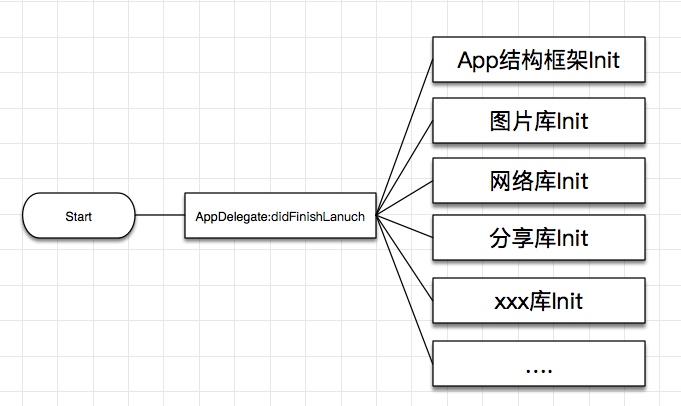 Start
AppDelegate:didFinishLanuch
App结构框架Init
图片库Init
网络库Init
分享库Init
xxx库Init
....